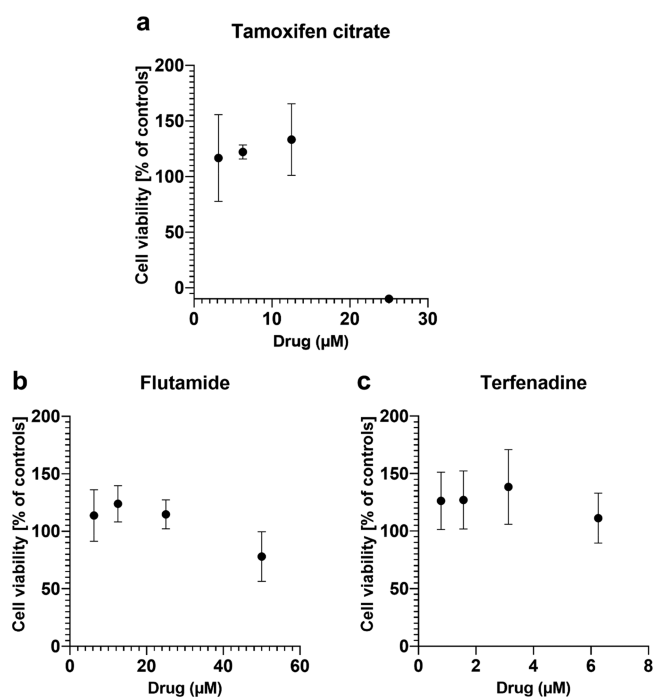 a
Tamoxifen citrate
200
150
100
50
0
Cell viability [% of controls]
0 10 20 30
Drug (µM)
b
Flutamide
200
150
100
50
0
Cell viability [% of controls]
0 20 40 60
Drug (µM)
c
Terfenadine
200
150
100
50
0
Cell viability [% of controls]
0 2 4 6 8
Drug (µM)